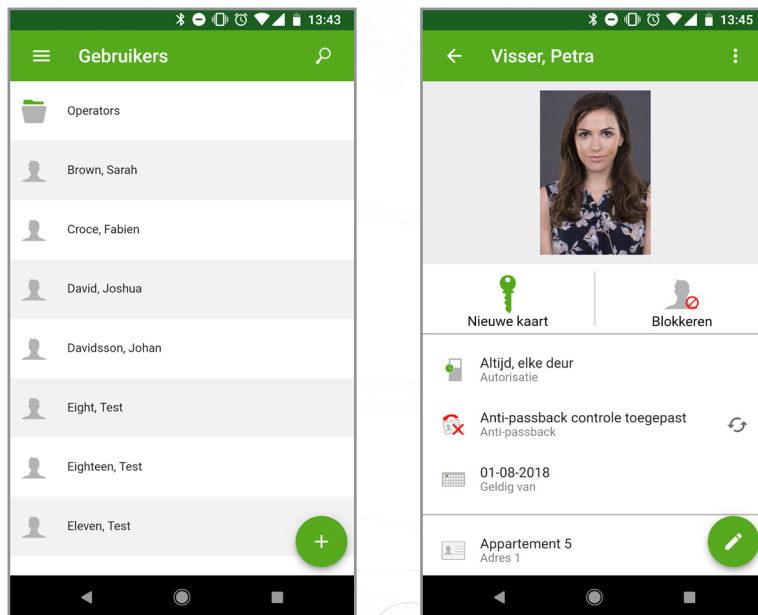 13:43
Gebruikers
Operators
Brown, Sarah
Croce, Fabien
David, Joshua
Davidsson, Johan
Eight, Test
Eighteen, Test
Eleven, Test
13:45
Visser, Petra
Nieuwe kaart
Blokkeren
Altijd, elke deur
Autorisatie
Anti-passback controle toegepast
Anti-passback
01-08-2018
Geldig van
Appartement 5
Adres 1